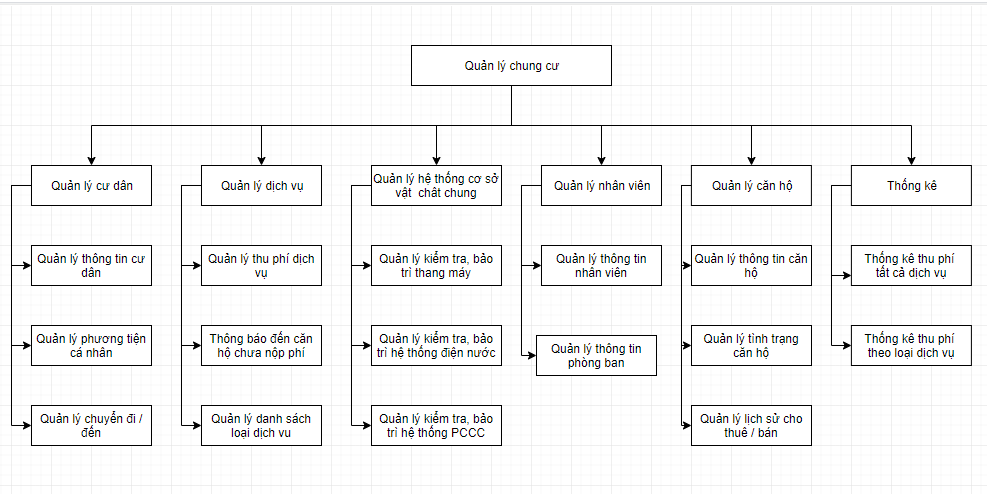 Quản lý chung cư
Quản lý cư dân
Quản lý dịch vụ
Quản lý hệ thống cơ sở
vật chât chung
Quản lý nhân viên
Quản lý căn hộ
Thống kê
Quản lý thông tin cư
dân
Quản lý thu phí dịch
vụ
Quản lý kiểm tra, bảo
trì thang máy
Quản lý thông tin
nhân viên
Quản lý thông tin căn
hộ
Thống kê thu phí
tất cả dịch vụ
Quản lý phương tiện
cá nhân
Thông báo đến căn
hộ chưa nộp phí
Quản lý kiểm tra, bảo
trì hệ thống điện nước
Quản lý thông tin
phòng ban
Quản lý tình trạng
căn hộ
Thống kê thu phí
theo loại dịch vụ
Quản lý chuyển đi /
đến
Quản lý danh sách
loại dịch vu
Quản lý kiểm tra, bảo
trì hệ thống PCCC
Quản lý lịch sử cho
thuê / bán